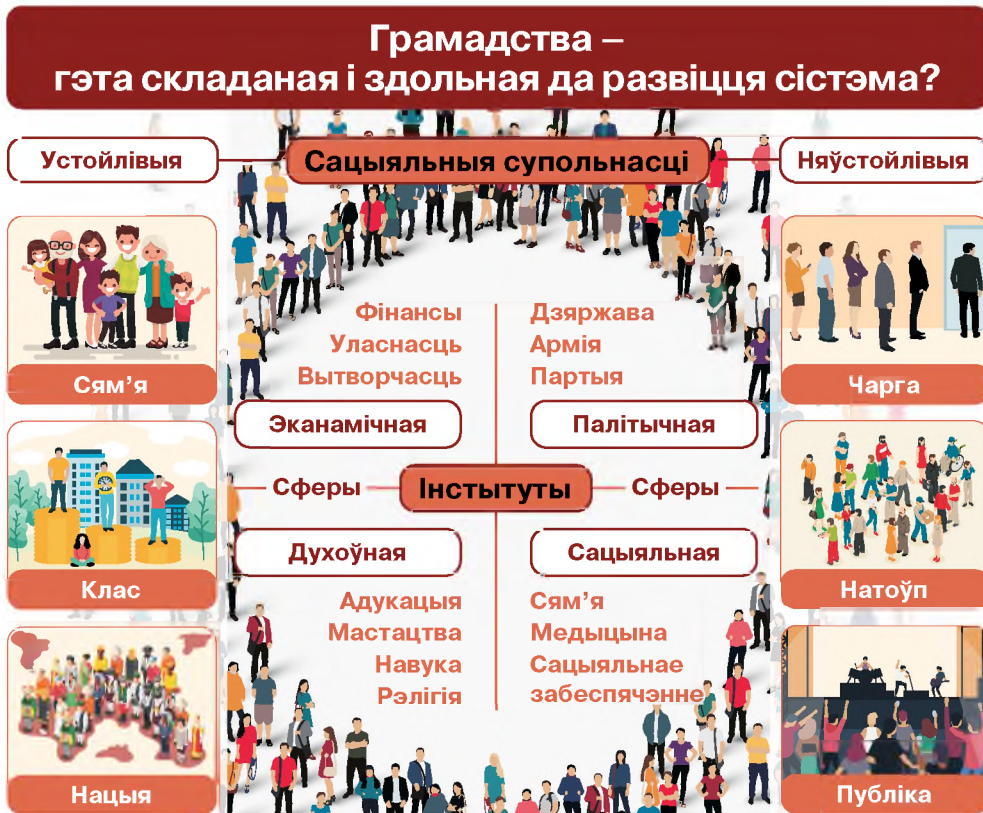 Грамадства –
гэта складаная і здольная да развіцця сістэма?
Устойлівыя
Сацыяльныя супольнасці
Няўстойлівыя
Сям’я
Клас
Нацыя
Фінансы
Уласнасць
Вытворчасць
Эканамічная
Дзяржава
Армія
Партыя
Палітычная
Сферы
Інстытуты
Сферы
Духоўная
Адукацыя
Мастацтва
Навука
Рэлігія
Сацыяльная
Сям’я
Медыцына
Сацыяльнае
забеспячэнне
Чарга
Натоўп
Публіка